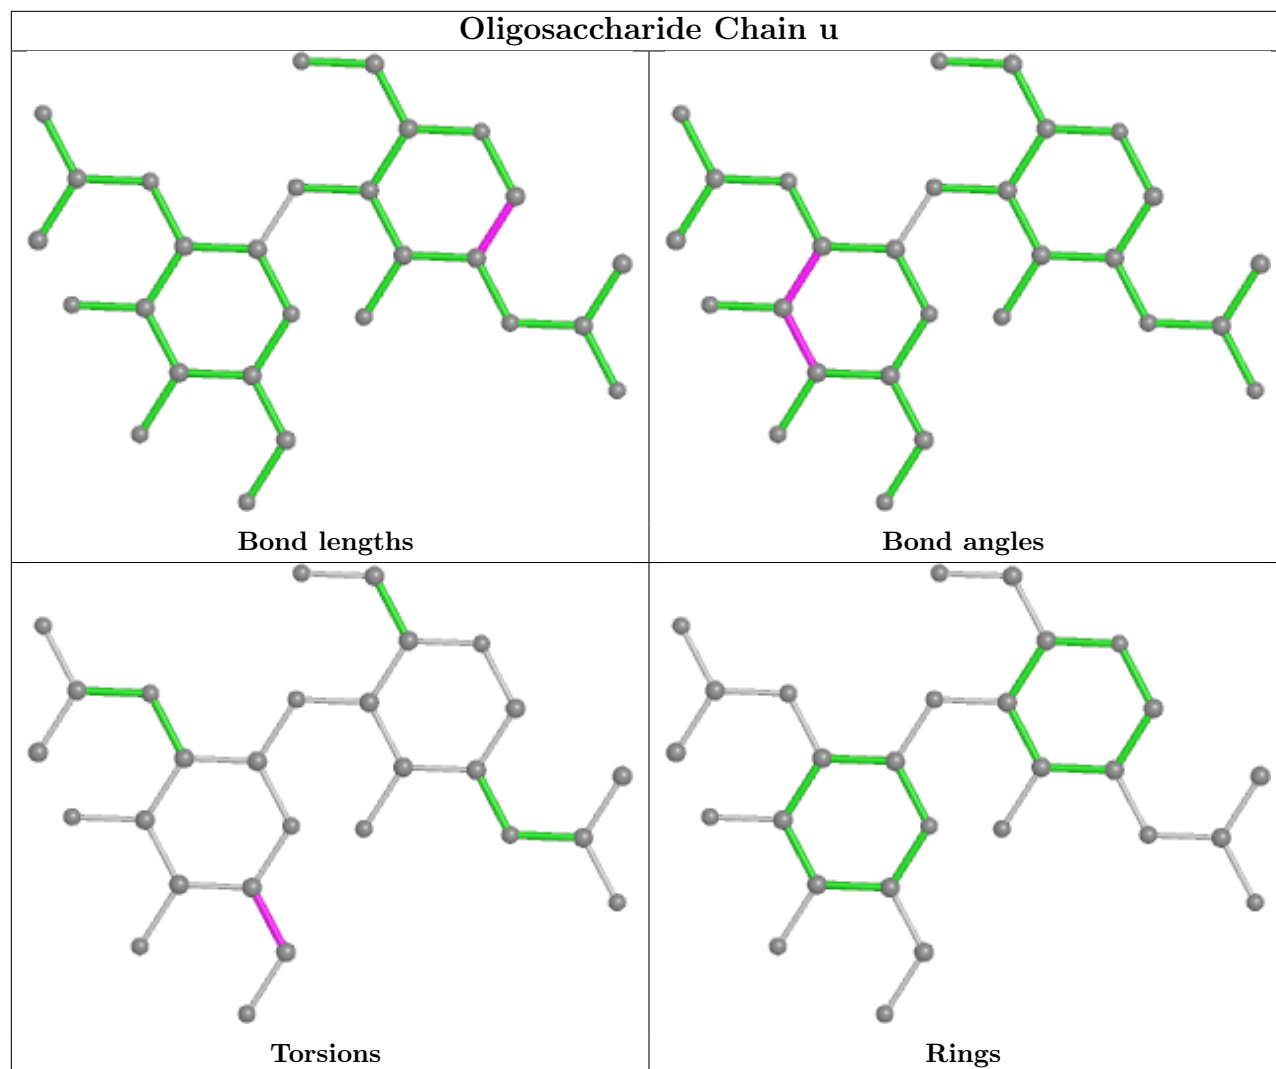 Oligosaccharide Chain u
Bond lengths
Bond angles
Torsions
Rings